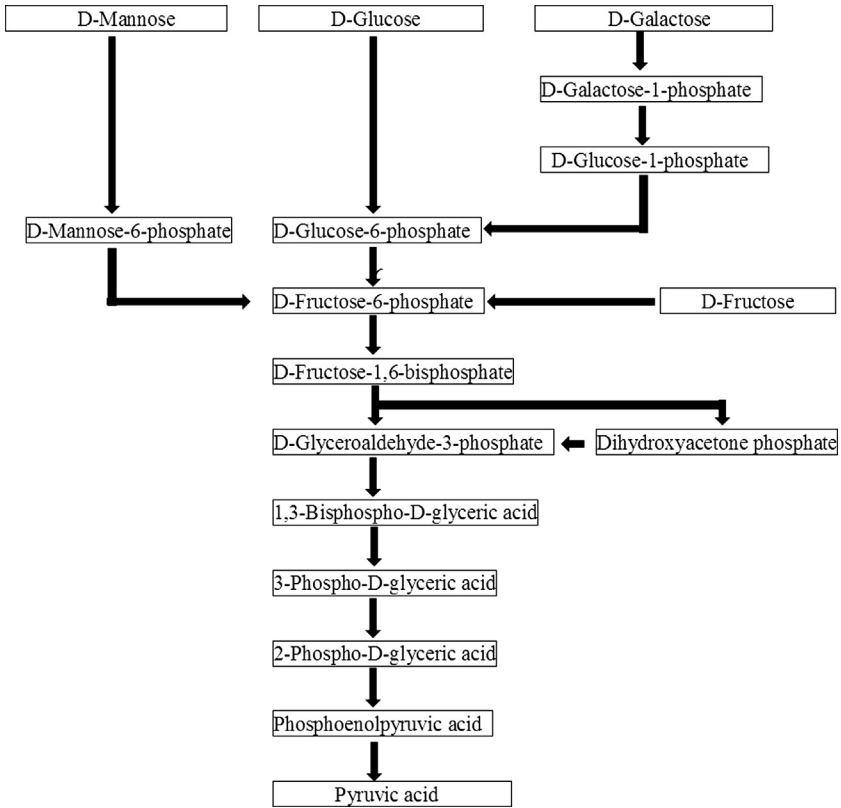 D-Mannose
D-Glucose
D-Galactose
D-Galactose-1-phosphate
D-Glucose-1-phosphate
D-Mannose-6-phosphate
D-Glucose-6-phosphate
D-Fructose-6-phosphate
D-Fructose
D-Fructose-1,6-bisphosphate
D-Glyceroaldehyde-3-phosphate
Dihydroxyacetone phosphate
1,3-Bisphospho-D-glyceric acid
3-Phospho-D-glyceric acid
2-Phospho-D-glyceric acid
Phosphoenolpyruvic acid
Pyruvic acid